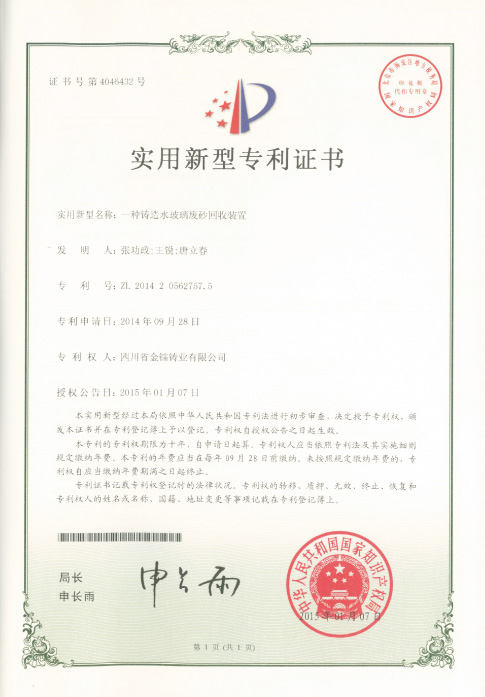 证书号第4046432号
实用新型专利证书
实用新型名称：一种铸造水玻璃废砂回收装置
发 明 人：张功政;王锐;唐立春
专 利 号：ZL 2014 2 0562757.5
专利申请日：2014年09月28日
专 利 权 人：四川省金锋铸业有限公司
授权公告日：2015年01月07日
本实用新型经过本局依照中华人民共和国专利法进行初步审查，决定授予专利权，颁
发本证书并在专利登记簿上予以登记。专利权自授权公告之日起生效。
本专利的专利权期限为十年，自申请日起算。专利权人应当依照专利法及其实施细则
规定缴纳年费。本专利的年费应当在每年09月28日前缴纳。未按照规定缴纳年费的，专
利权自应当缴纳年费期满之日起终止。
专利证书记载专利权登记时的法律状况。专利权的转移、质押、无效、终止、恢复和
专利权人的姓名或名称、国籍、地址变更等事项记载在专利登记簿上。
局长
申长雨
申长雨
中华人民共和国国家知识产权局
2015年01月07日
第1页(共1页)